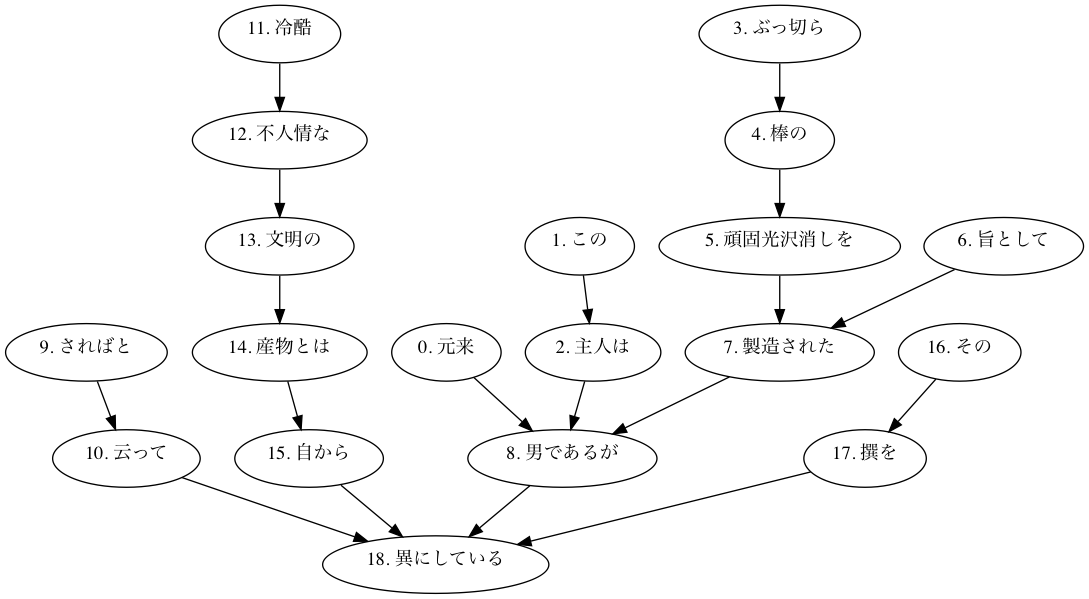 11. 冷酷
3. ぶっ切ら
12. 不人情な
4. 棒の
13. 文明の
1. この
5. 頑固光沢消しを
6. 旨として
9. さればと
14. 産物とは
0. 元来
2. 主人は
7. 製造された
16. その
10. 云って
15. 自から
8. 男であるが
17. 撰を
18. 異にしている